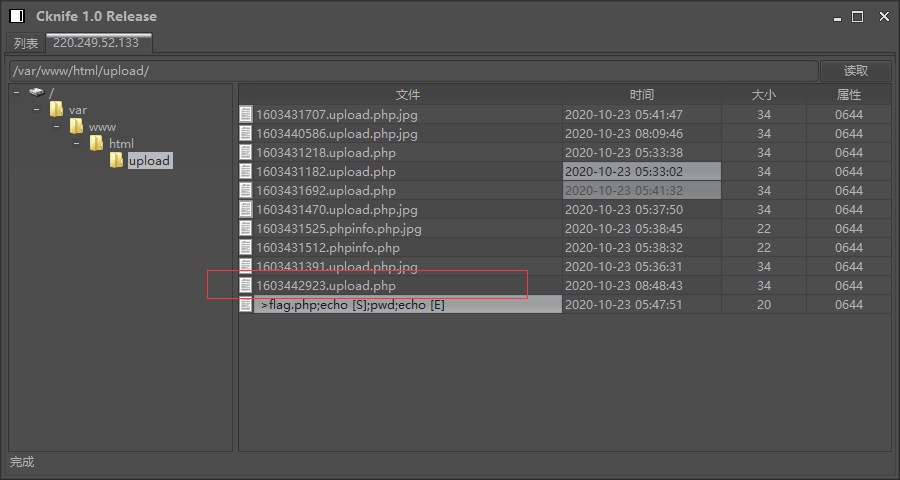 Cknife 1.0 Release
列表 220.249.52.133
/var/www/html/upload/ 读取
/ 文件 时间 大小 属性
var 1603431707.upload.php.jpg 2020-10-23 05:41:47 34 0644
www 1603440586.upload.php.jpg 2020-10-23 08:09:46 34 0644
html 1603431218.upload.php 2020-10-23 05:33:38 34 0644
upload 1603431182.upload.php 2020-10-23 05:33:02 34 0644
1603431692.upload.php 2020-10-23 05:41:32 34 0644
1603431470.upload.php.jpg 2020-10-23 05:37:50 34 0644
1603431525.phpinfo.php.jpg 2020-10-23 05:38:45 22 0644
1603431512.phpinfo.php 2020-10-23 05:38:32 22 0644
1603431391.upload.php.jpg 2020-10-23 05:36:31 34 0644
1603442923.upload.php 2020-10-23 08:48:43 34 0644
>flag.php;echo [S];pwd;echo [E] 2020-10-23 05:47:51 20 0644
完成